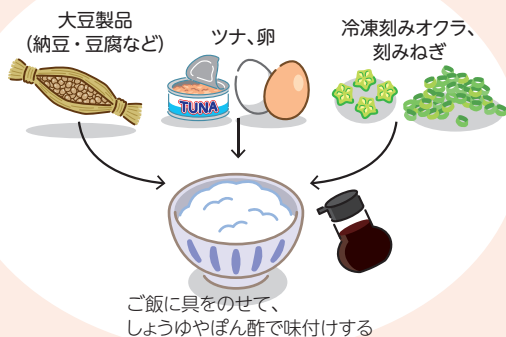 大豆製品
（納豆・豆腐など）
ツナ、卵
冷凍刻みオクラ、
刻みねぎ
TUNA
ご飯に具をのせて、
しょうゆやぽん酢で味付けする